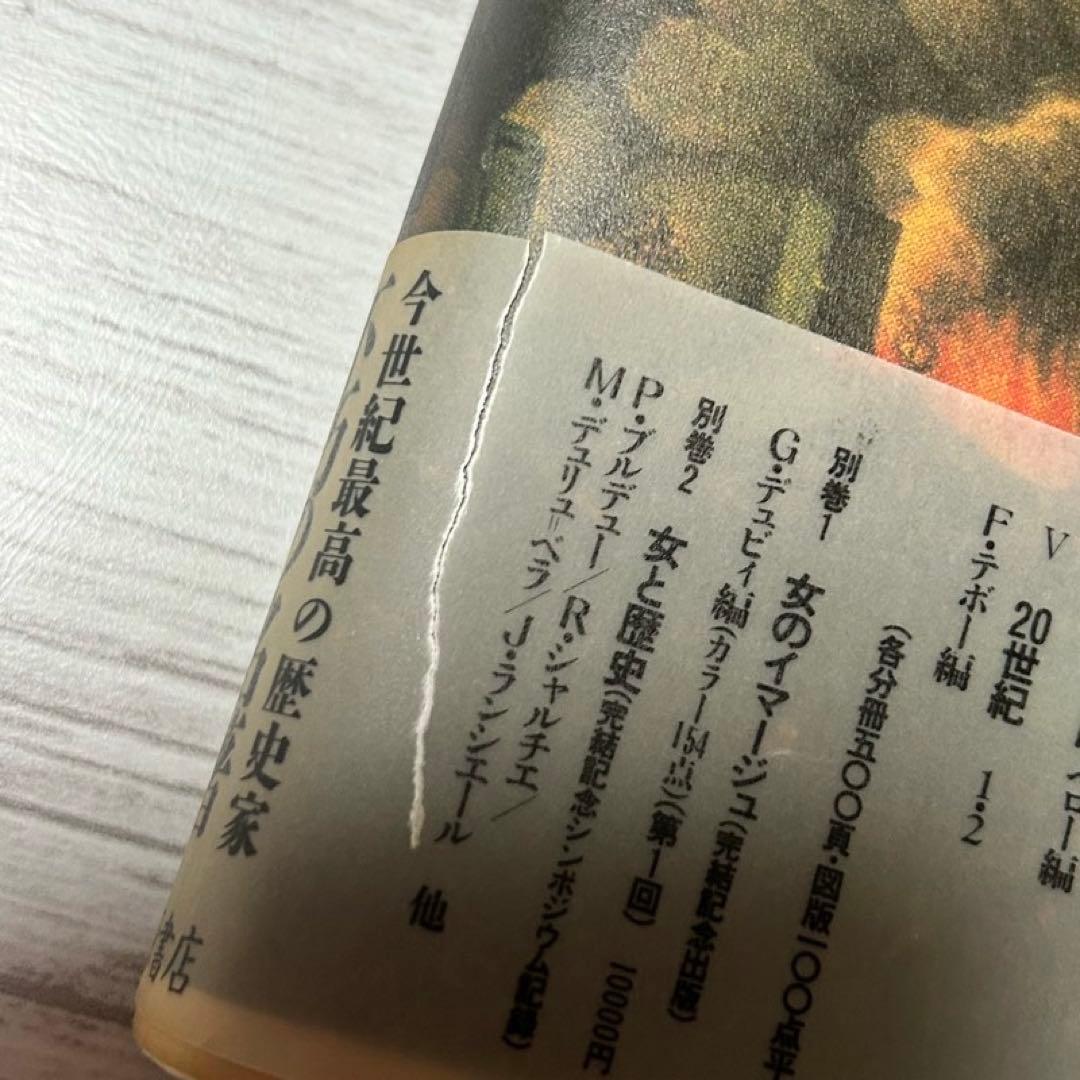 20世紀 1・2
F・テボー編
(各分冊五〇〇頁・図版一〇〇点平
別巻1 女のイマージュ(完結記念出版)
G・デュビィ編(カラー154点)(第1回) 10000円
別巻2 女と歴史(完結記念シンポジウム記録)
P・ブルデュー/R・シャルチエ/
M・デュリュ=ベラ/J・ランシエール 他
今世紀最高の歴史家
書店